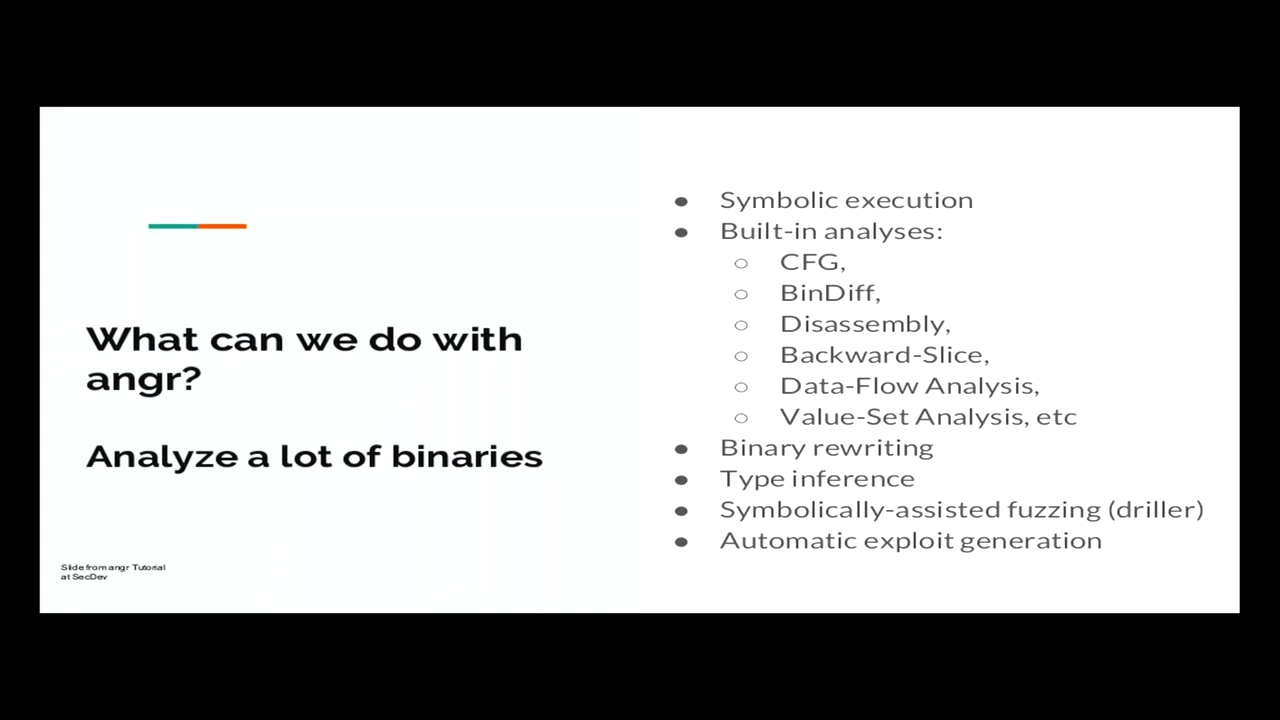 What can we do with
angr?
Analyze a lot of binaries
Slide from angr Tutorial
at SecDev
● Symbolic execution
● Built-in analyses:
○ CFG,
○ BinDiff,
○ Disassembly,
○ Backward-Slice,
○ Data-Flow Analysis,
○ Value-Set Analysis, etc
● Binary rewriting
● Type inference
● Symbolically-assisted fuzzing (driller)
● Automatic exploit generation